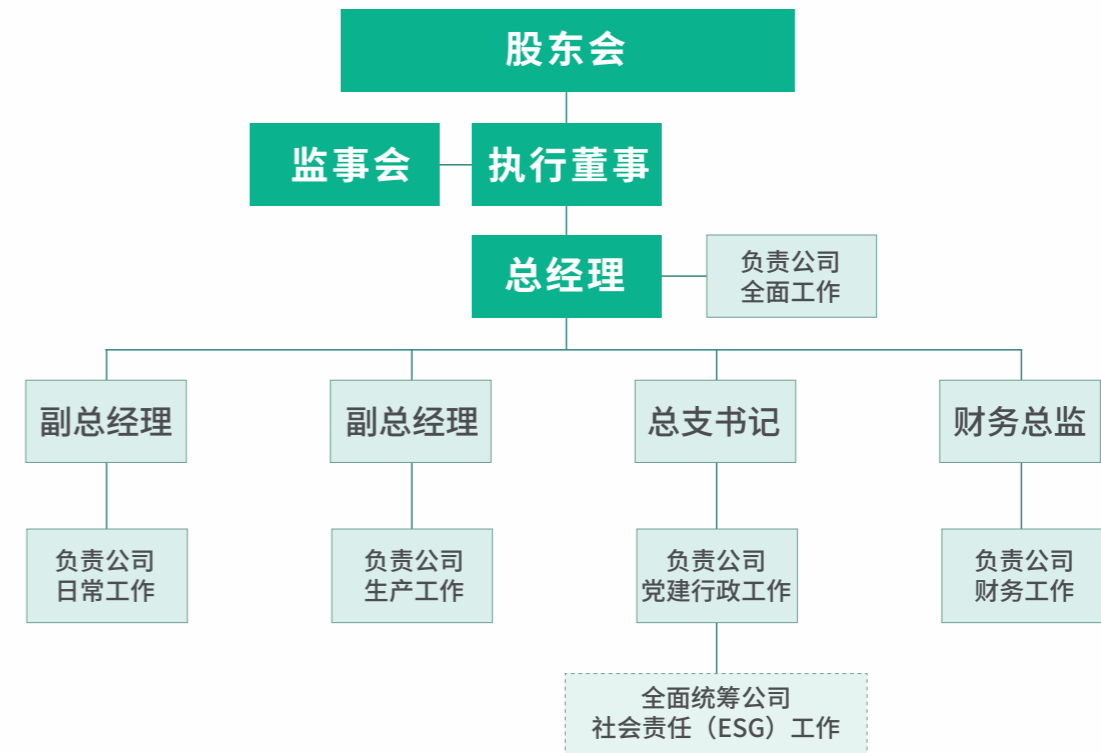 股东会
监事会
执行董事
总经理
负责公司
全面工作
副总经理
副总经理
总支书记
财务总监
负责公司
日常工作
负责公司
生产工作
负责公司
党建行政工作
负责公司
财务工作
全面统筹公司
社会责任（ESG）工作